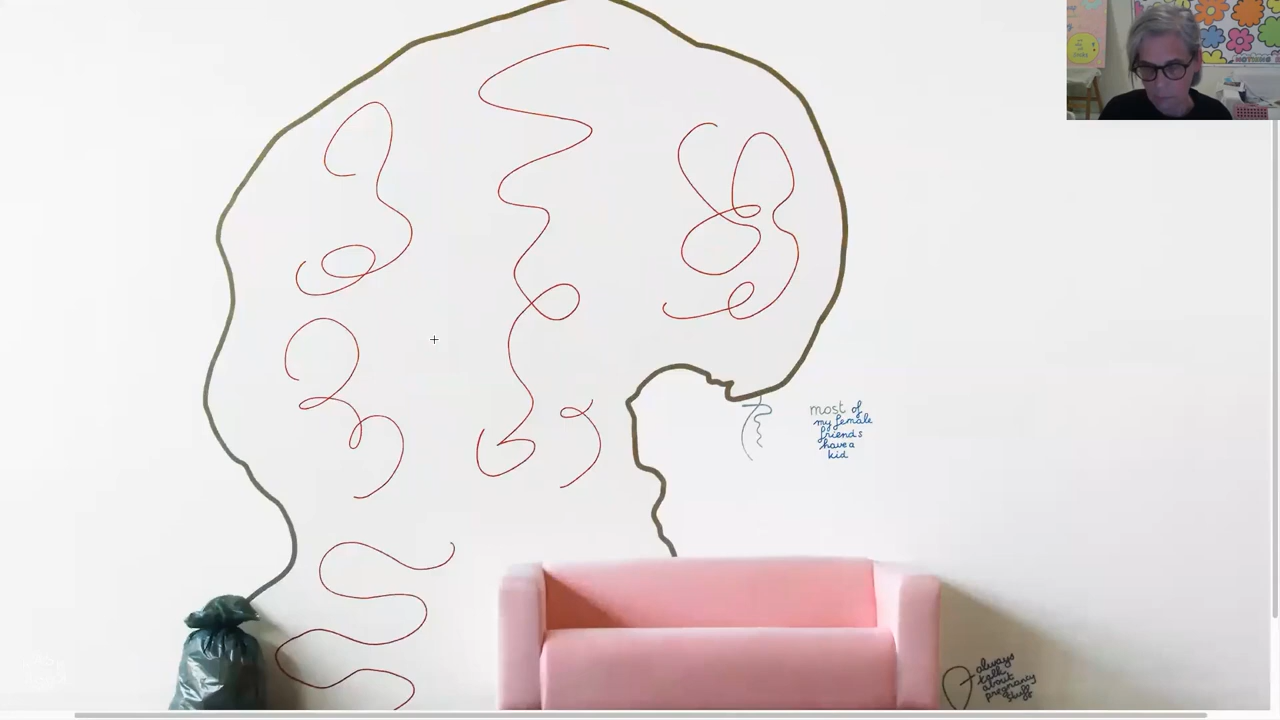 most of
my female
friends
have a
kid
always
talk
about
pregnancy
stuff